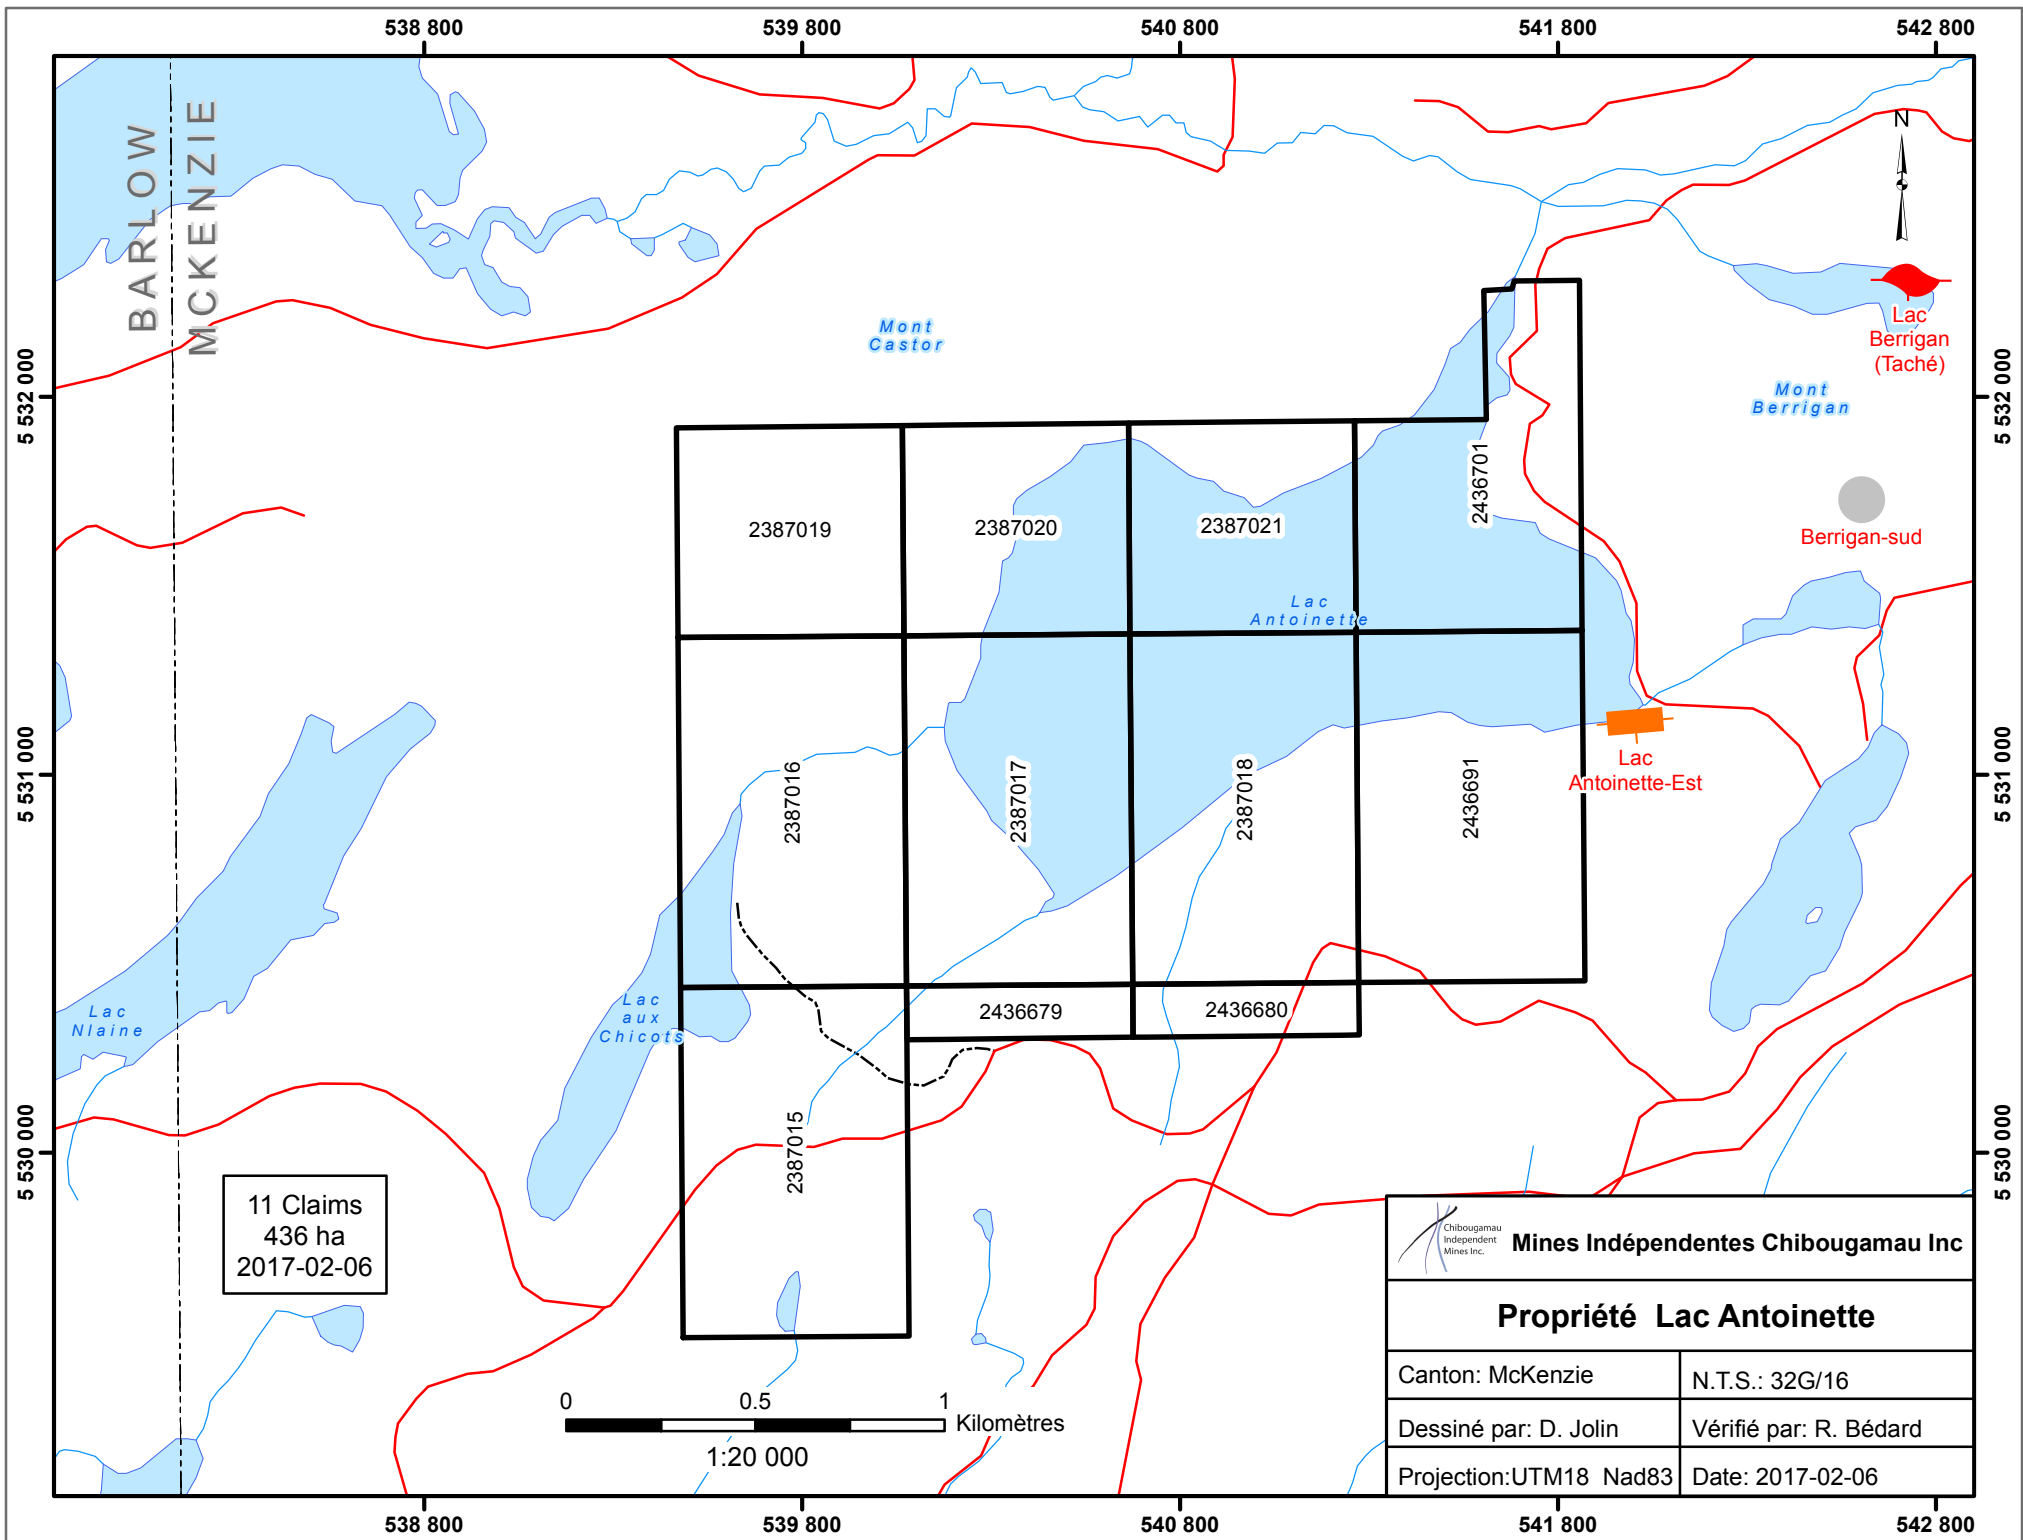 538 800
539 800
540 800
541 800
542 800
BARLOW
MCKENZIE
N
Mont
Castor
Lac
Berrigan
(Taché)
Mont
Berrigan
5 532 000
5 532 000
2387019
2387020
2387021
2436701
Berrigan-sud
Lac
Antoinette
2387016
2387017
2387018
2436691
Lac
Antoinette-Est
5 531 000
5 531 000
Lac
Nlaine
Lac
aux
Chicots
2436679
2436680
2387015
5 530 000
5 530 000
11 Claims
436 ha
2017-02-06
Chibougamau
Independent
Mines Inc.
Mines Indépendentes Chibougamau Inc
Propriété Lac Antoinette
Canton: McKenzie
N.T.S.: 32G/16
Dessiné par: D. Jolin
Vérifié par: R. Bédard
Projection:UTM18 Nad83
Date: 2017-02-06
0 0.5 1
Kilomètres
1:20 000
538 800
539 800
540 800
541 800
542 800